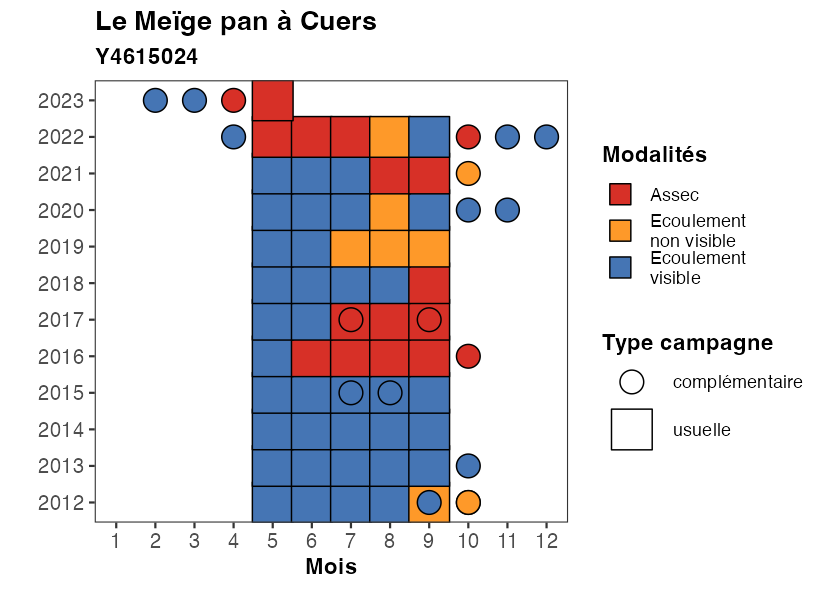 Le Meïge pan à Cuers
Y4615024
2023
2022
2021
2020
2019
2018
2017
2016
2015
2014
2013
2012
1 2 3 4 5 6 7 8 9 10 11 12
Mois
Modalités
Assec
Ecoulement
non visible
Ecoulement
visible
Type campagne
complémentaire
usuelle